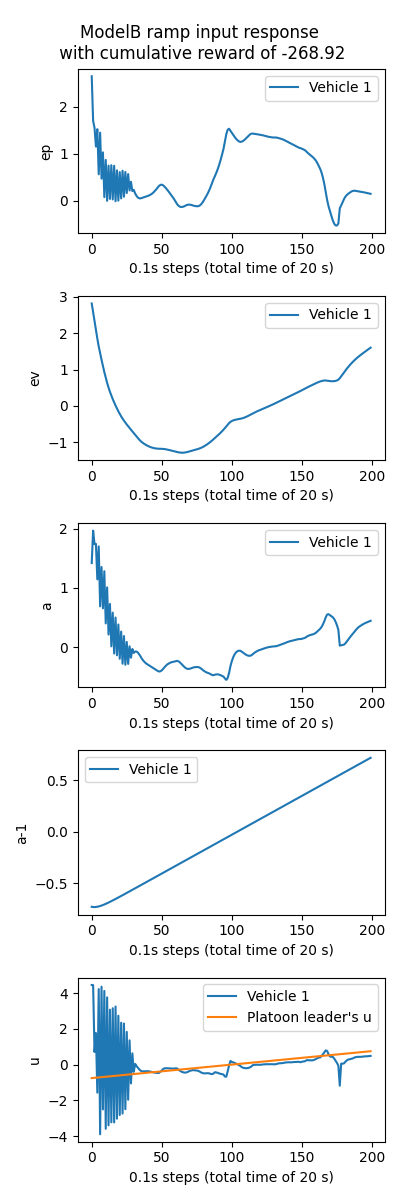 ModelB ramp input response
with cumulative reward of -268.92
Vehicle 1
ep
2
1
0
0 50 100 150 200
0.1s steps (total time of 20 s)
Vehicle 1
ev
3
2
1
0
−1
0 50 100 150 200
0.1s steps (total time of 20 s)
Vehicle 1
a
2
1
0
0 50 100 150 200
0.1s steps (total time of 20 s)
Vehicle 1
a-1
0.5
0.0
−0.5
0 50 100 150 200
0.1s steps (total time of 20 s)
Vehicle 1
Platoon leader's u
u
4
2
0
−2
−4
0 50 100 150 200
0.1s steps (total time of 20 s)